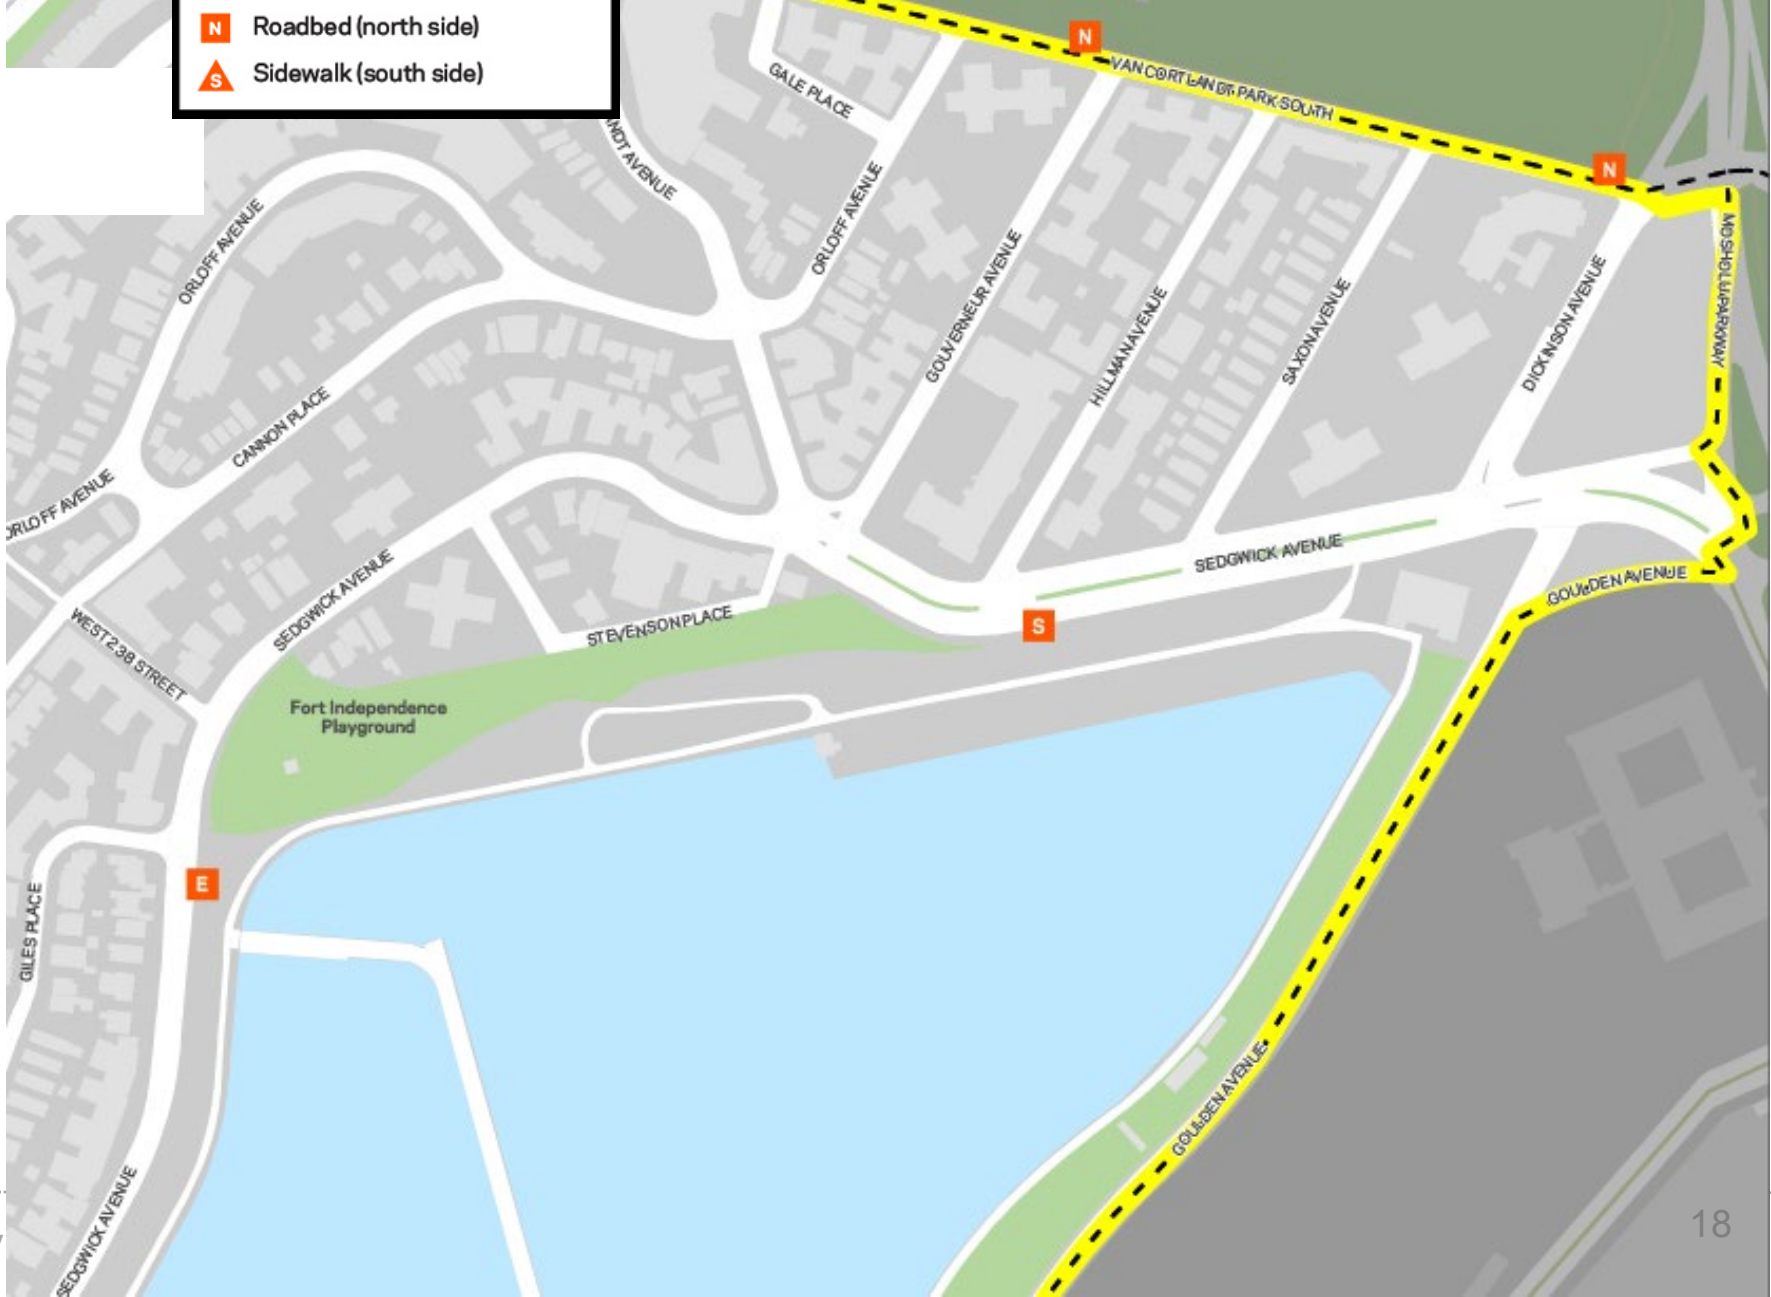 N Roadbed (north side)
S Sidewalk (south side)
N
VAN CORTLANDT PARK SOUTH
GALE PLACE
NDT AVENUE
N
ORLOFF AVENUE
ORLOFF AVENUE
MOSHOLU PARKWAY
GOUVERNEUR AVENUE
HILLMAN AVENUE
SAXON AVENUE
DICKINSON AVENUE
CANNON PLACE
ORLOFF AVENUE
SEDGWICK AVENUE
SEDGWICK AVENUE
GOULDEN AVENUE
WEST 238 STREET
STEVENSON PLACE
S
Fort Independence
Playground
E
GILES PLACE
GOULDEN AVENUE
SEDGWICK AVENUE
18